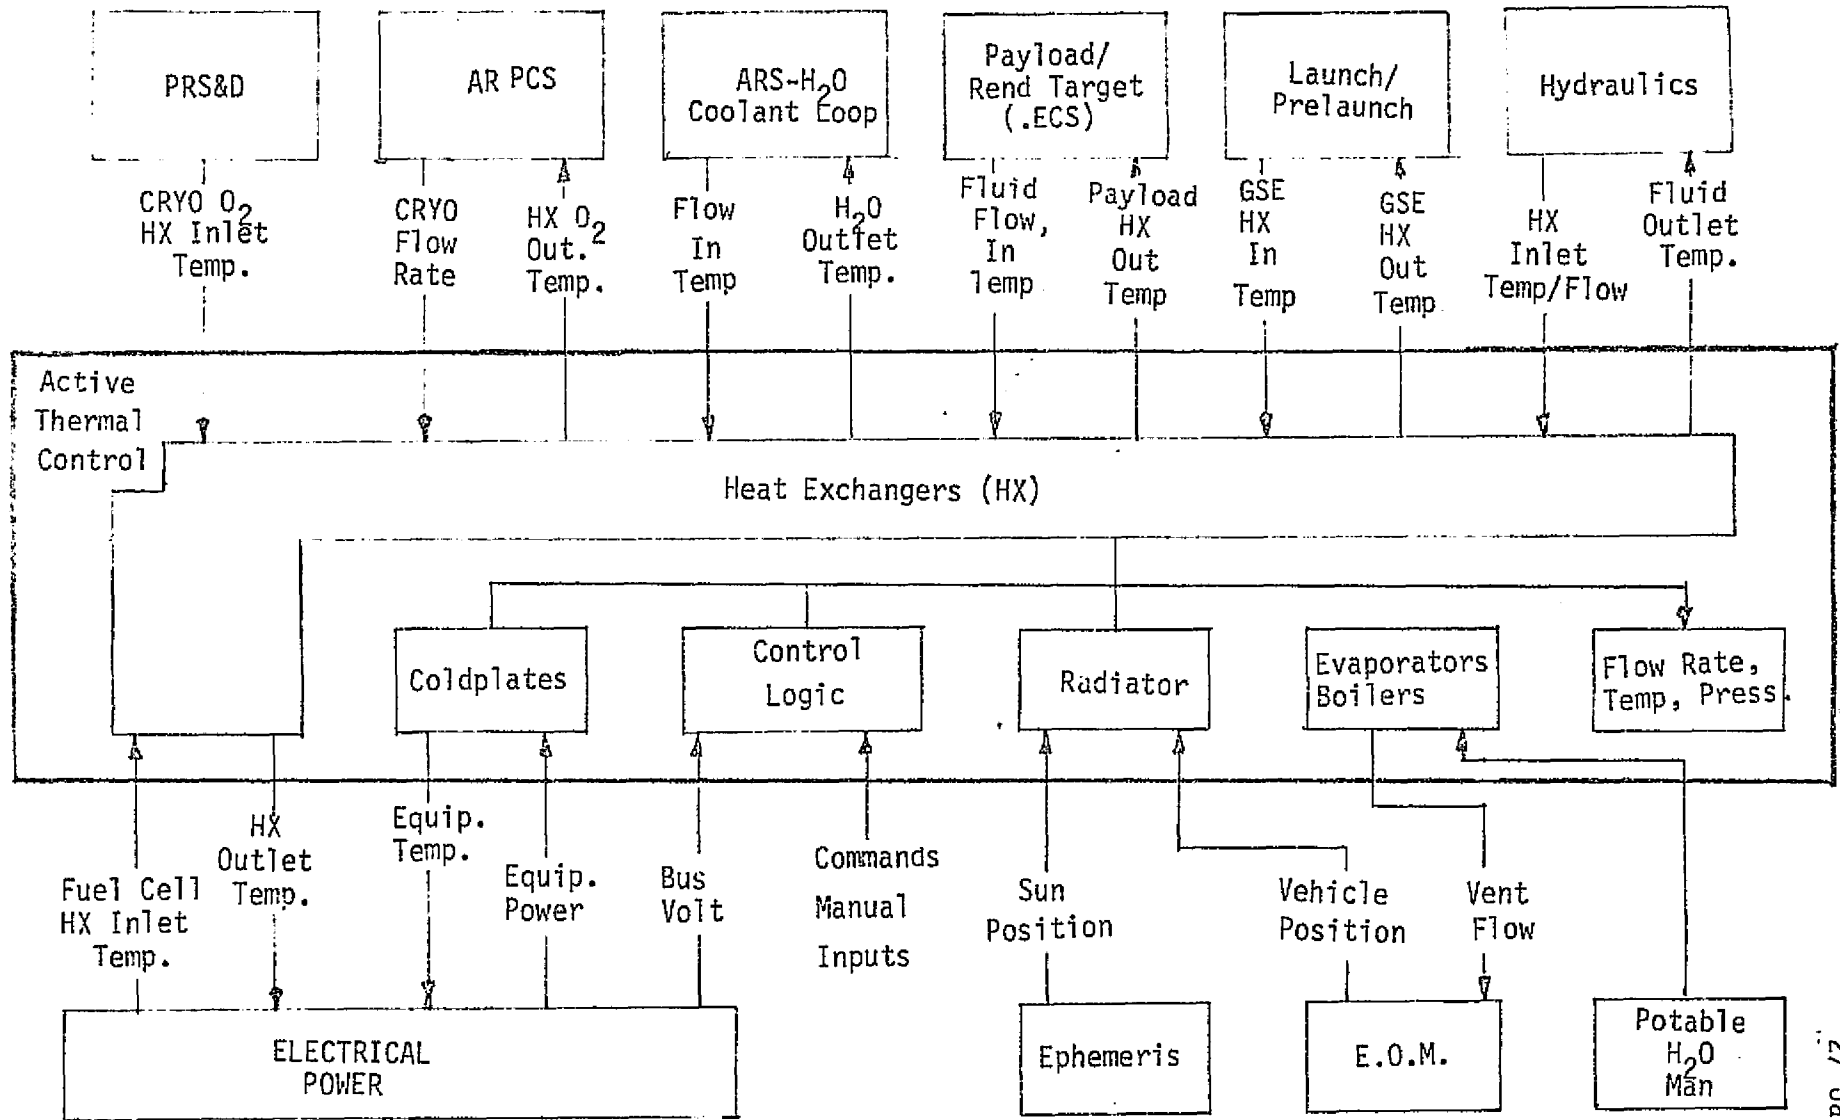 PRS&D
AR PCS
ARS-H2O
Coolant Loop
Payload/
Rend Target
(.ECS)
Launch/
Prelaunch
Hydraulics
CRYO O2
HX Inlet
Temp.
CRYO
Flow
Rate
HX O2
Out.
Temp.
Flow
In
Temp
H2O
Outlet
Temp.
Fluid
Flow,
In
Temp
Payload
HX
Out
Temp
GSE
HX
In
Temp
GSE
HX
Out
Temp
HX
Inlet
Temp/Flow
Fluid
Outlet
Temp.
Active
Thermal
Control
Heat Exchangers (HX)
Coldplates
Control
Logic
Radiator
Evaporators
Boilers
Flow Rate,
Temp, Press.
Fuel Cell
HX Inlet
Temp.
HX
Outlet
Temp.
Equip.
Temp.
Equip.
Power
Bus
Volt
Commands
Manual
Inputs
Sun
Position
Vehicle
Position
Vent
Flow
ELECTRICAL
POWER
Ephemeris
E.O.M.
Potable
H2O
Man